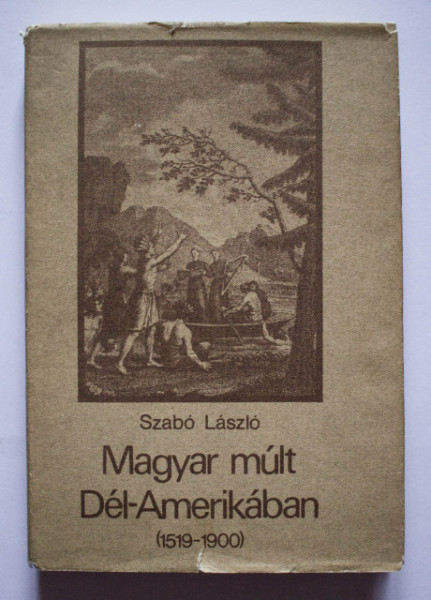 Szabó László
Magyar múlt
Dél-Amerikában
(1519-1900)